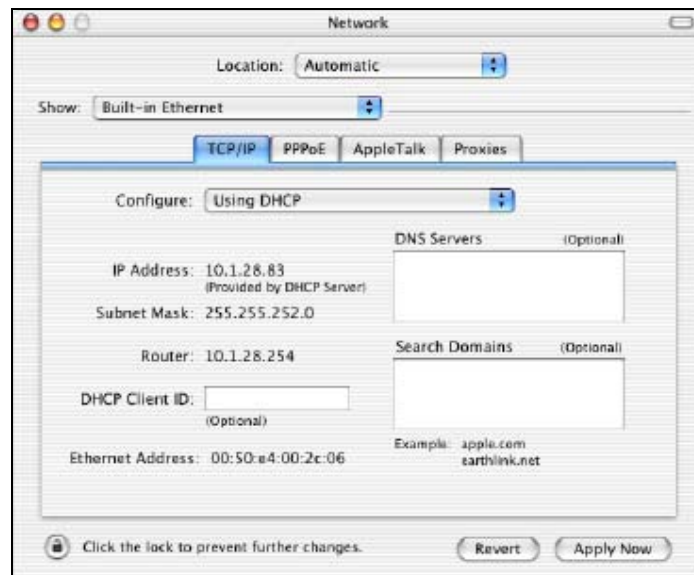 Network
Location: Automatic
Show: Built-in Ethernet
TCP/IP PPPoE AppleTalk Proxies
Configure: Using DHCP
DNS Servers (Optional)
IP Address: 10.1.28.83
(Provided by DHCP Server)
Subnet Mask: 255.255.252.0
Router: 10.1.28.254
Search Domains (Optional)
DHCP Client ID:
(Optional)
Example: apple.com
earthlink.net
Ethernet Address: 00:50:e4:00:2c:06
Click the lock to prevent further changes.
Revert Apply Now